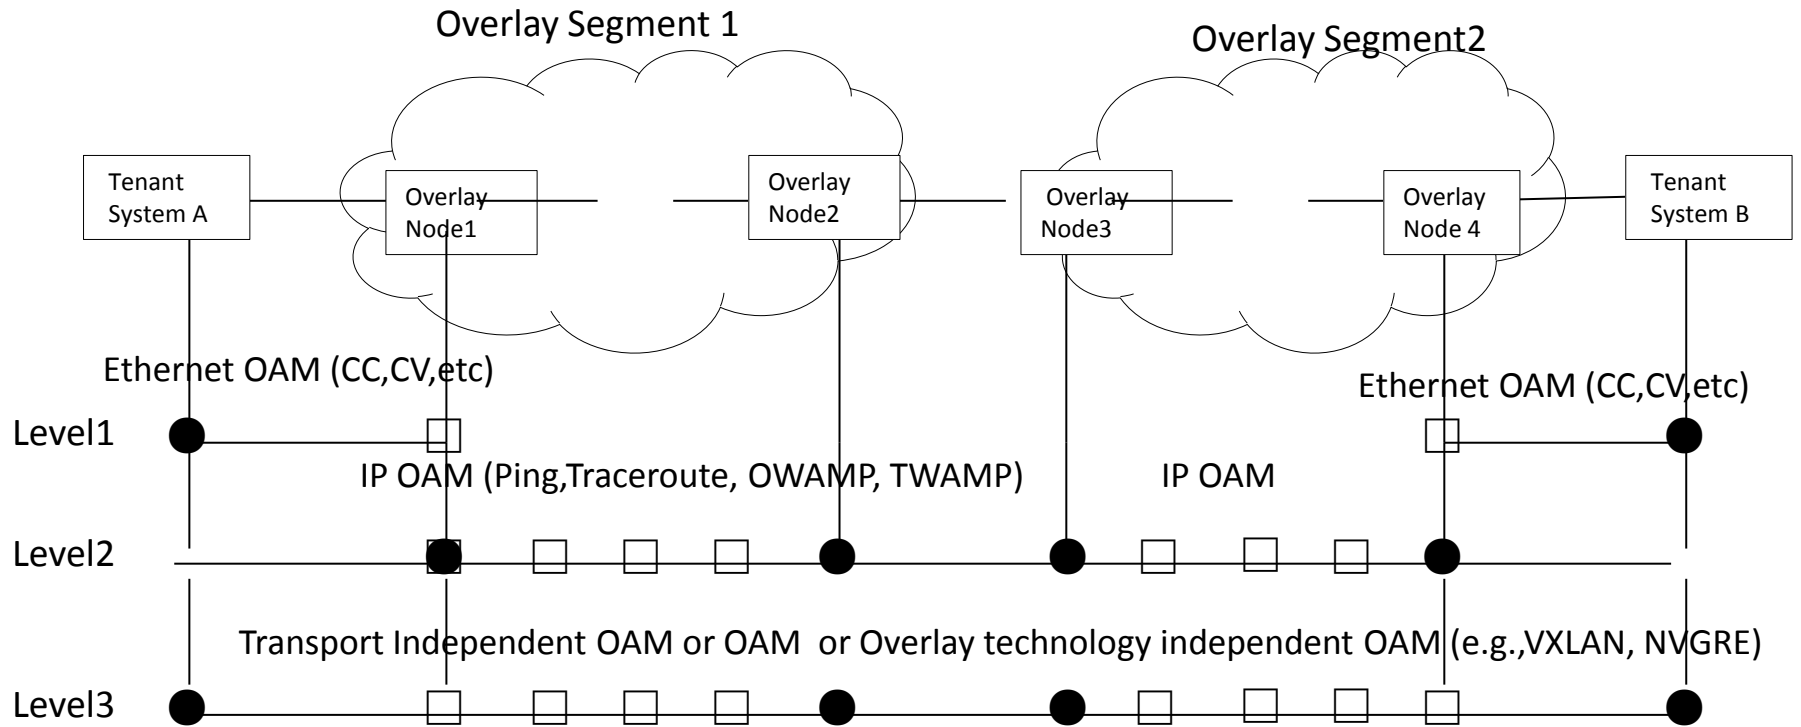 Overlay Segment 1
Overlay Segment2
Tenant
System A
Overlay
Node1
Overlay
Node2
Overlay
Node3
Overlay
Node 4
Tenant
System B
Ethernet OAM (CC,CV,etc)
Ethernet OAM (CC,CV,etc)
Level1
IP OAM (Ping,Traceroute, OWAMP, TWAMP)
IP OAM
Level2
Transport Independent OAM or OAM or Overlay technology independent OAM (e.g.,VXLAN, NVGRE)
Level3